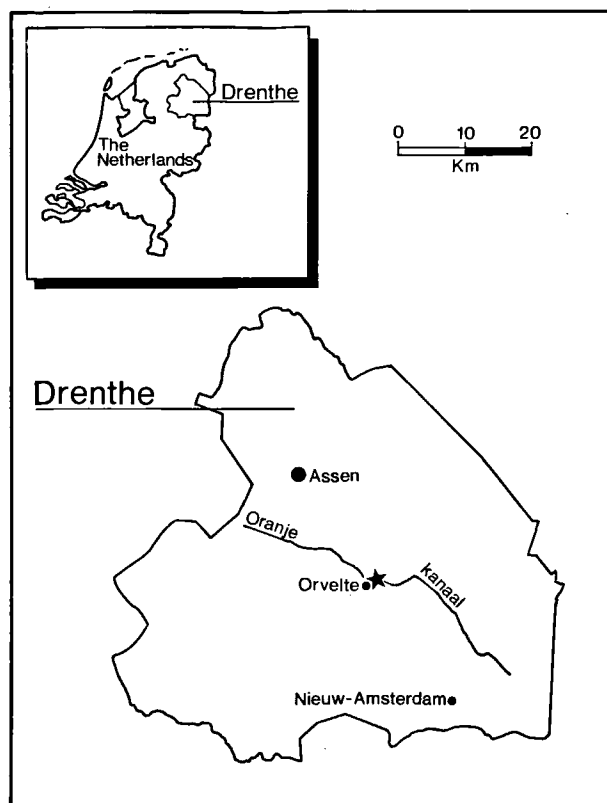 Drenthe
The
Netherlands
0 10 20
Km
Drenthe
Assen
Oranje
kanaal
Orvelte
Nieuw-Amsterdam